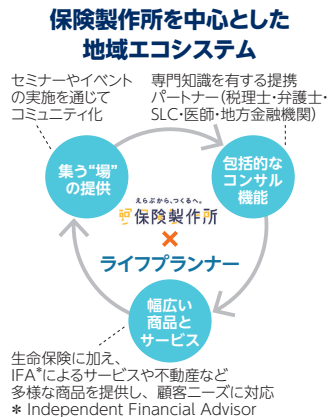 保険製作所を中心とした
地域エコシステム
セミナーやイベント
の実施を通じて
コミュニティ化
専門知識を有する提携
パートナー（税理士・弁護士・
SLC・医師・地方金融機関）
集う“場”
の提供
包括的な
コンサル
機能
えらぶから、つくるへ。
保険製作所
×
ライフプランナー
幅広い
商品と
サービス
生命保険に加え、
IFA*によるサービスや不動産など
多様な商品を提供し、顧客ニーズに対応
* Independent Financial Advisor